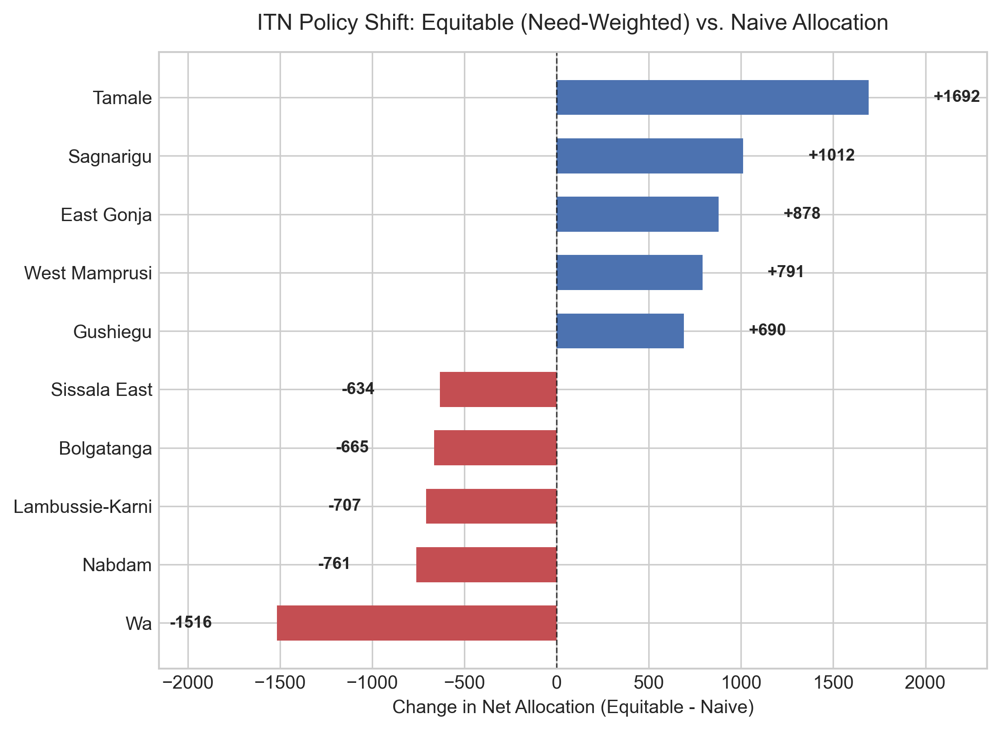 ITN Policy Shift: Equitable (Need-Weighted) vs. Naive Allocation
Tamale +1692
Sagnarigu +1012
East Gonja +878
West Mamprusi +791
Gushiegu +690
Sissala East -634
Bolgatanga -665
Lambussie-Karni -707
Nabdam -761
Wa -1516
−2000 −1500 −1000 −500 0 500 1000 1500 2000
Change in Net Allocation (Equitable - Naive)